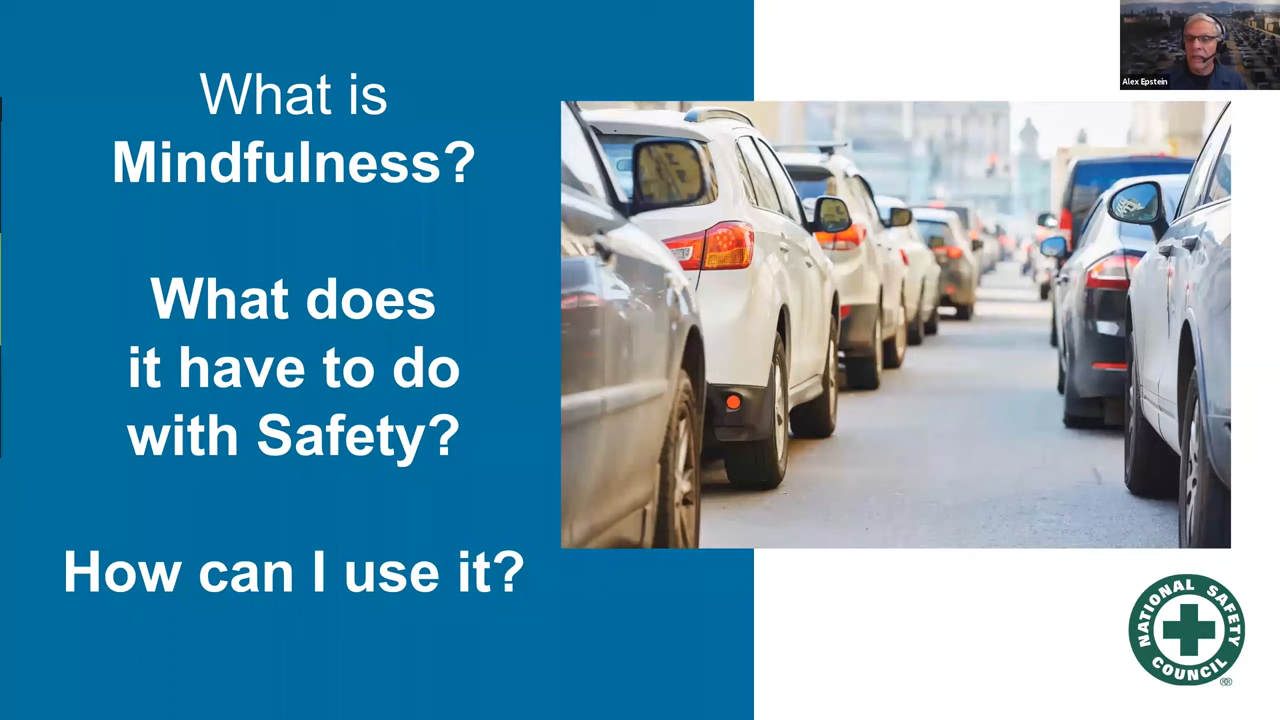 What is
Mindfulness?
What does
it have to do
with Safety?
How can I use it?
Alex Epstein
NATIONAL SAFETY
COUNCIL
®